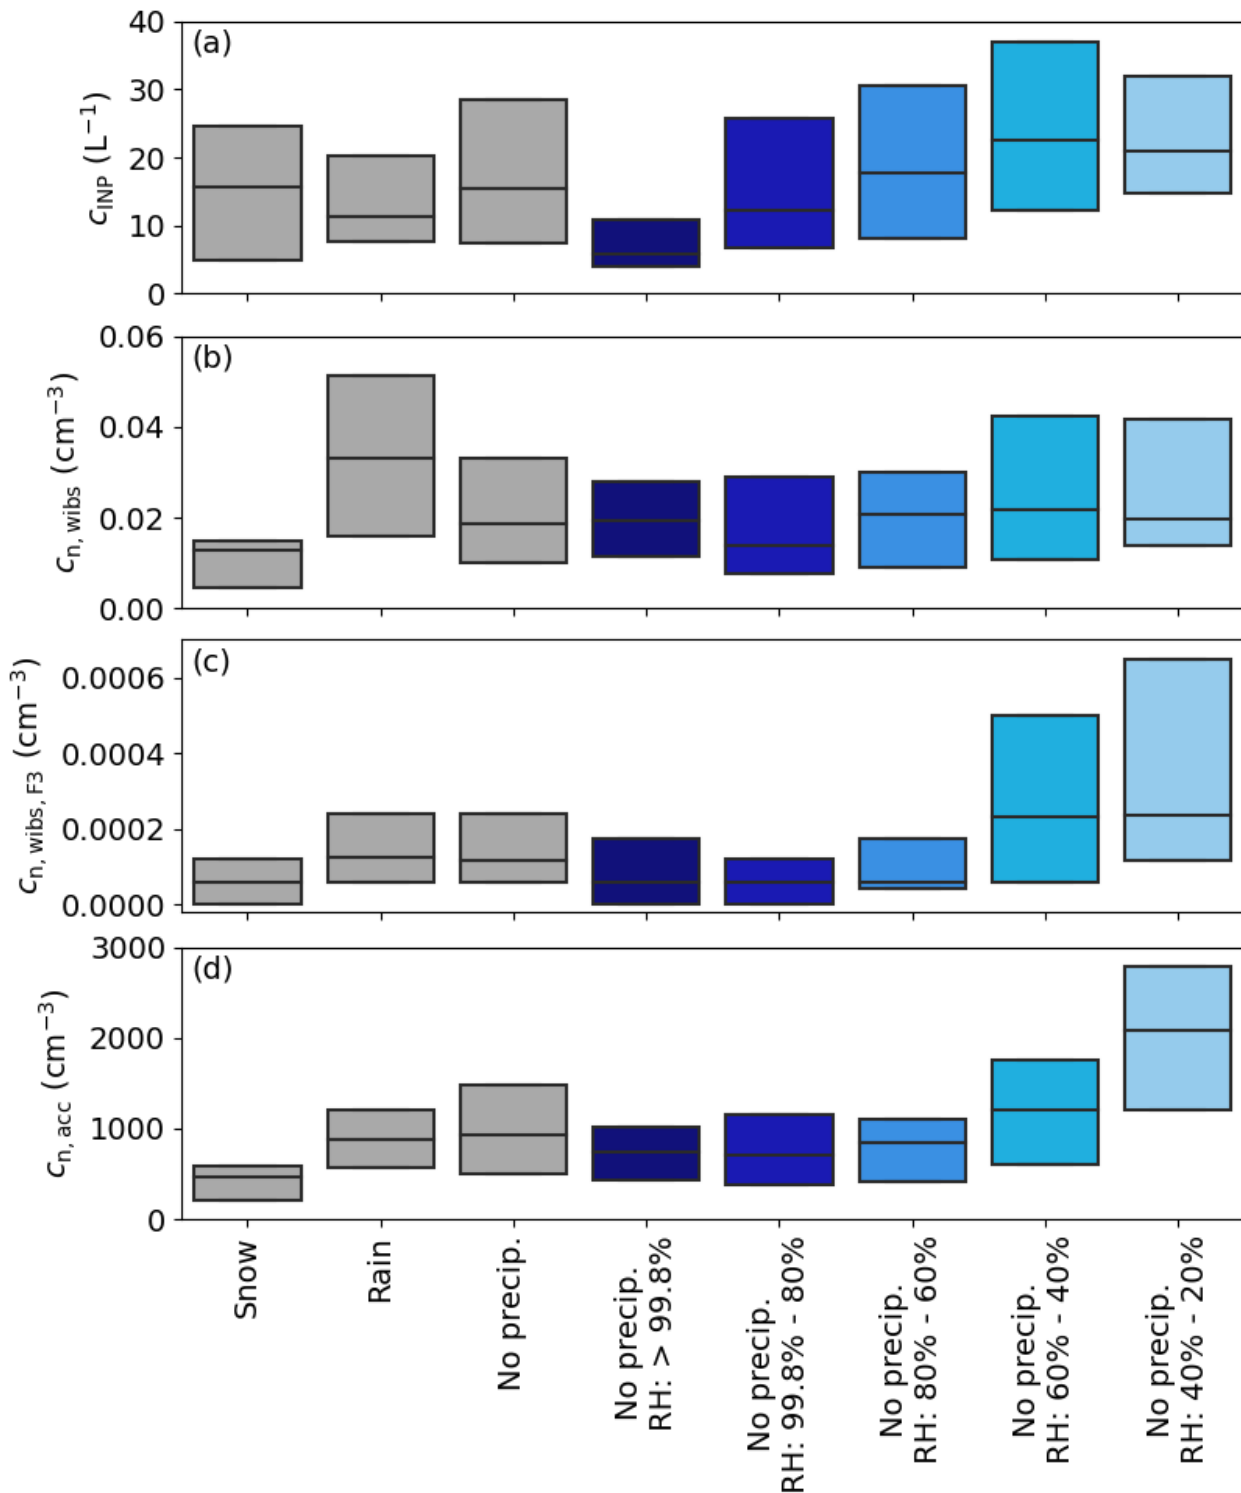 (a)
40
30
20
10
0
c_INP (L⁻¹)
(b)
0.06
0.04
0.02
0.00
c_n, wibs (cm⁻³)
(c)
0.0006
0.0004
0.0002
0.0000
c_n, wibs, F3 (cm⁻³)
(d)
3000
2000
1000
0
c_n, acc (cm⁻³)
Snow
Rain
No precip.
No precip.
RH: > 99.8%
No precip.
RH: 99.8% - 80%
No precip.
RH: 80% - 60%
No precip.
RH: 60% - 40%
No precip.
RH: 40% - 20%